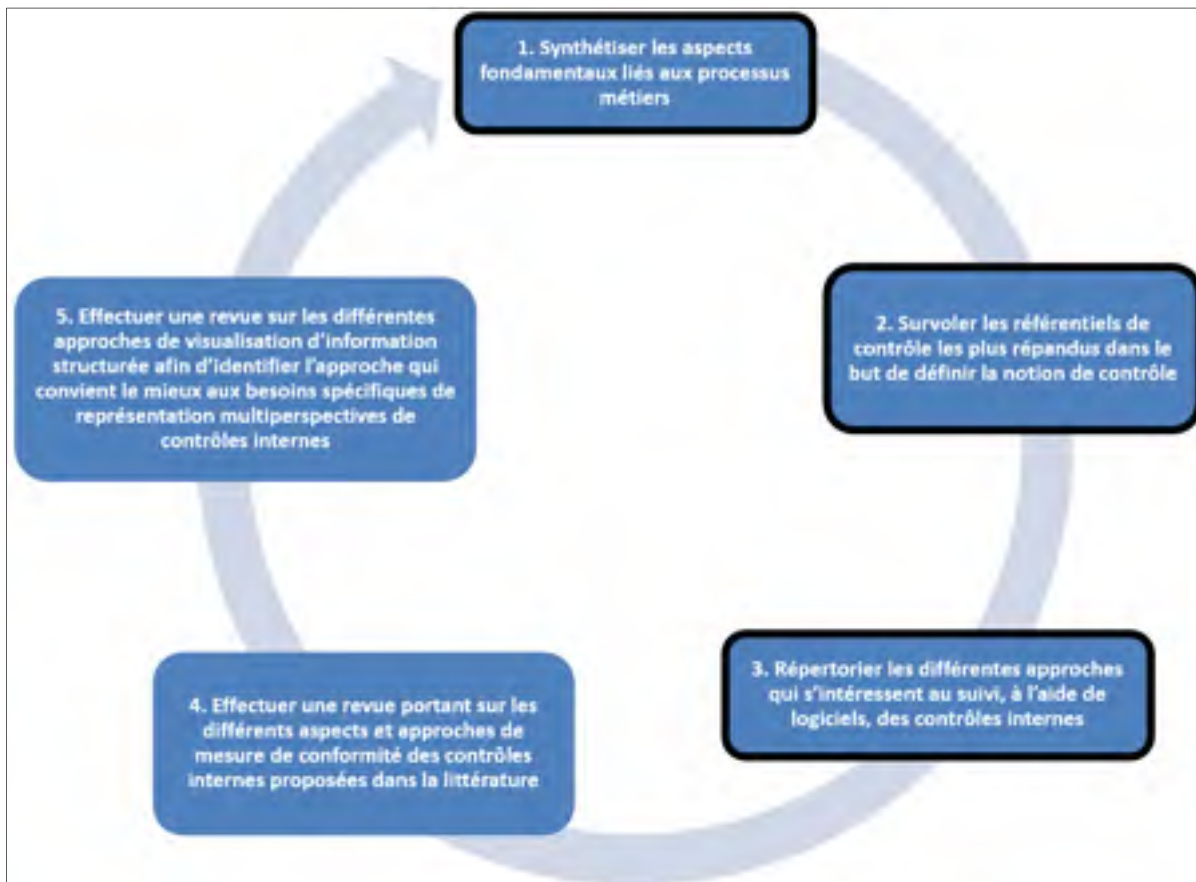 1. Synthétiser les aspects
fondamentaux liés aux processus
métiers
2. Survoler les référentiels de
contrôle les plus répandus dans le
but de définir la notion de contrôle
3. Répertorier les différentes approches
qui s'intéressent au suivi, à l'aide de
logiciels, des contrôles internes
4. Effectuer une revue portant sur les
différents aspects et approches de
mesure de conformité des contrôles
internes proposées dans la littérature
5. Effectuer une revue sur les différentes
approches de visualisation d'information
structurée afin d'identifier l'approche qui
convient le mieux aux besoins spécifiques de
représentation multiperspectives de
contrôles internes